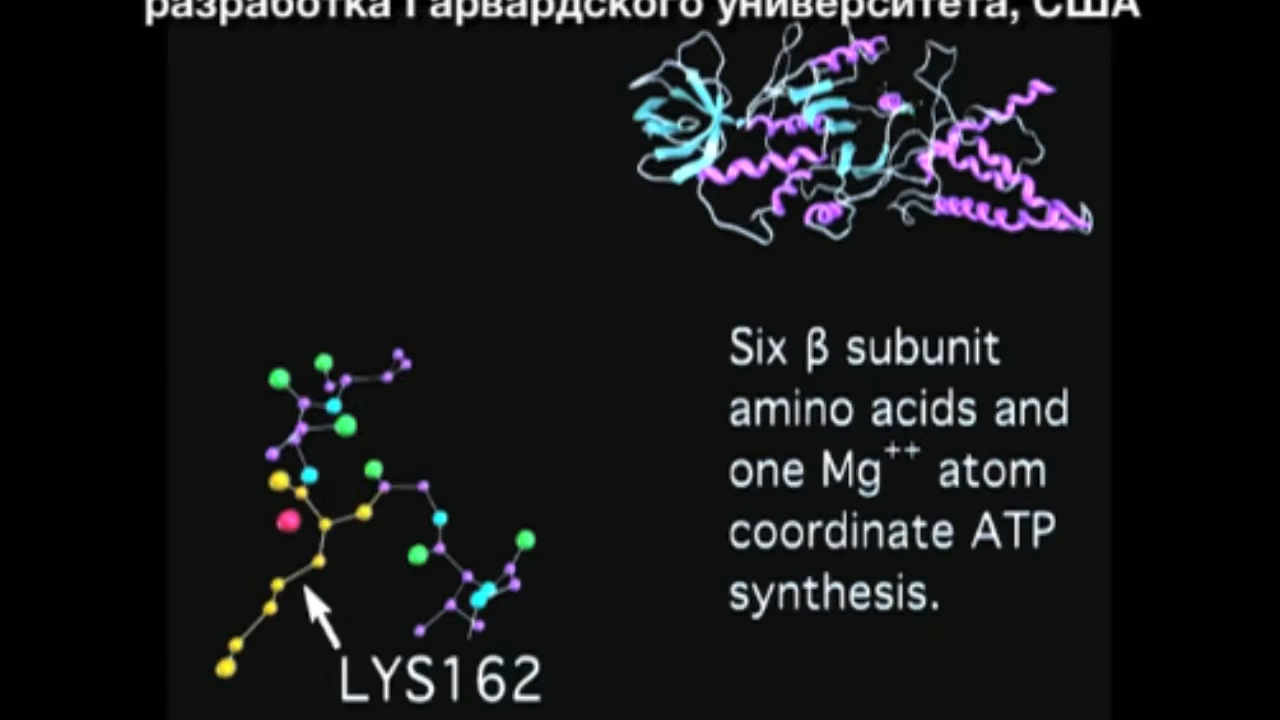 разработка Гарвардского университета, США
Six β subunit
amino acids and
one Mg⁺⁺ atom
coordinate ATP
synthesis.
LYS162